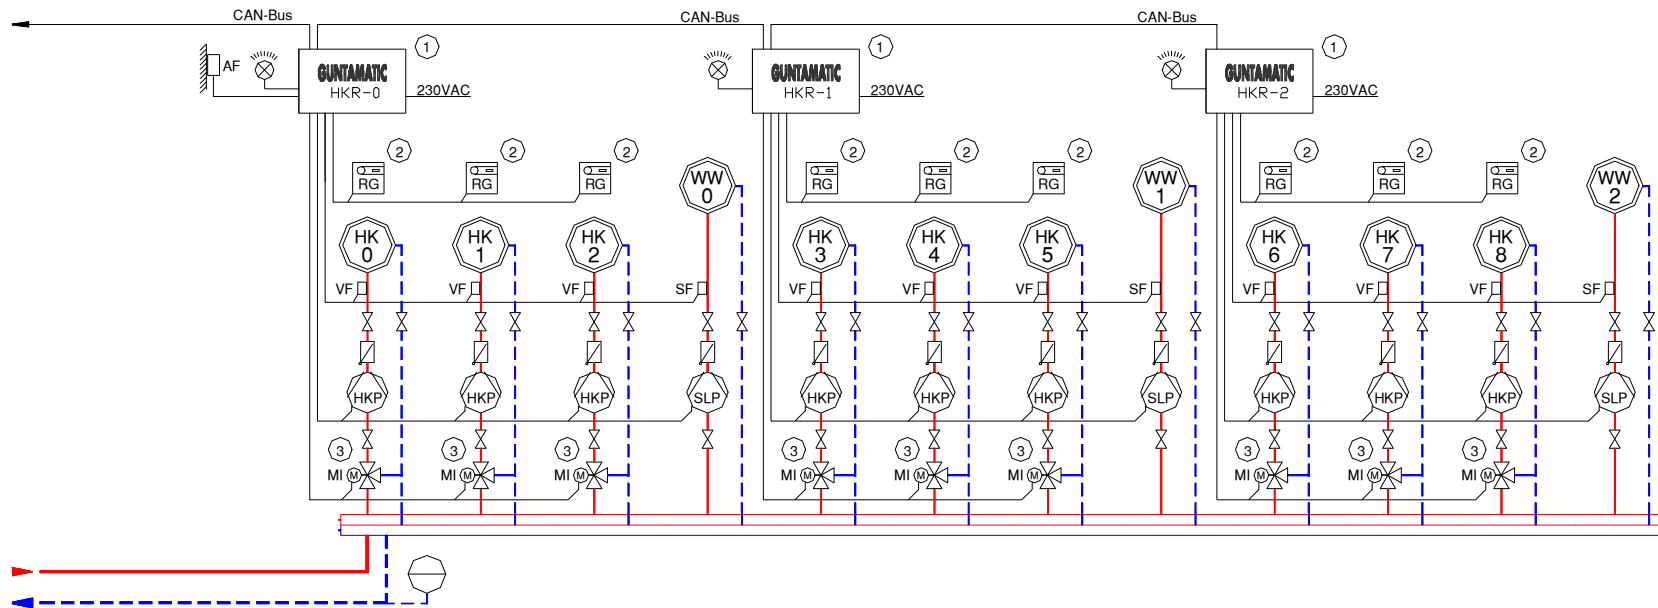 CAN-Bus CAN-Bus CAN-Bus
1 1 1
AF
GUNTAMATIC GUNTAMATIC GUNTAMATIC
HKR-0 230VAC HKR-1 230VAC HKR-2 230VAC
2 2 2 2 2 2 2 2 2
RG RG RG RG RG RG RG RG RG
WW WW WW
0 1 2
HK HK HK HK HK HK HK HK HK
0 1 2 3 4 5 6 7 8
VF VF VF SF VF VF VF SF VF VF VF SF
HKP HKP HKP SLP HKP HKP HKP SLP HKP HKP HKP SLP
3 3 3 3 3 3 3 3 3
MI M MI M MI M MI M MI M MI M MI M MI M MI M